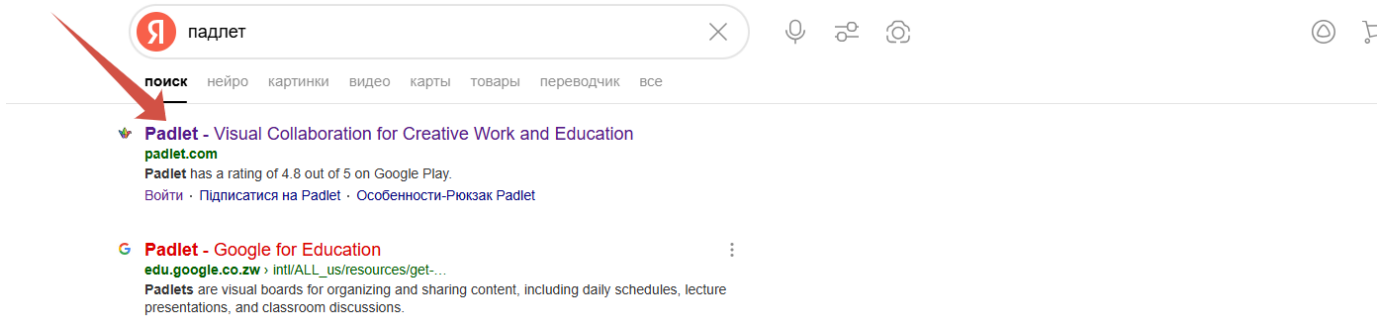 Я падлет
поиск нейро картинки видео карты товары переводчик все
Padlet - Visual Collaboration for Creative Work and Education
padlet.com
Padlet has a rating of 4.8 out of 5 on Google Play.
Войти · Підписатися на Padlet · Особенности-Рюкзак Padlet
G Padlet - Google for Education
edu.google.co.zw › intl/ALL_us/resources/get-...
Padlets are visual boards for organizing and sharing content, including daily schedules, lecture
presentations, and classroom discussions.